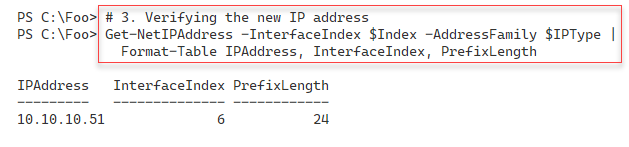 PS C:\Foo> # 3. Verifying the new IP address
PS C:\Foo> Get-NetIPAddress -InterfaceIndex $Index -AddressFamily $IPType |
Format-Table IPAddress, InterfaceIndex, PrefixLength
IPAddress InterfaceIndex PrefixLength
--------- -------------- ------------
10.10.10.51 6 24